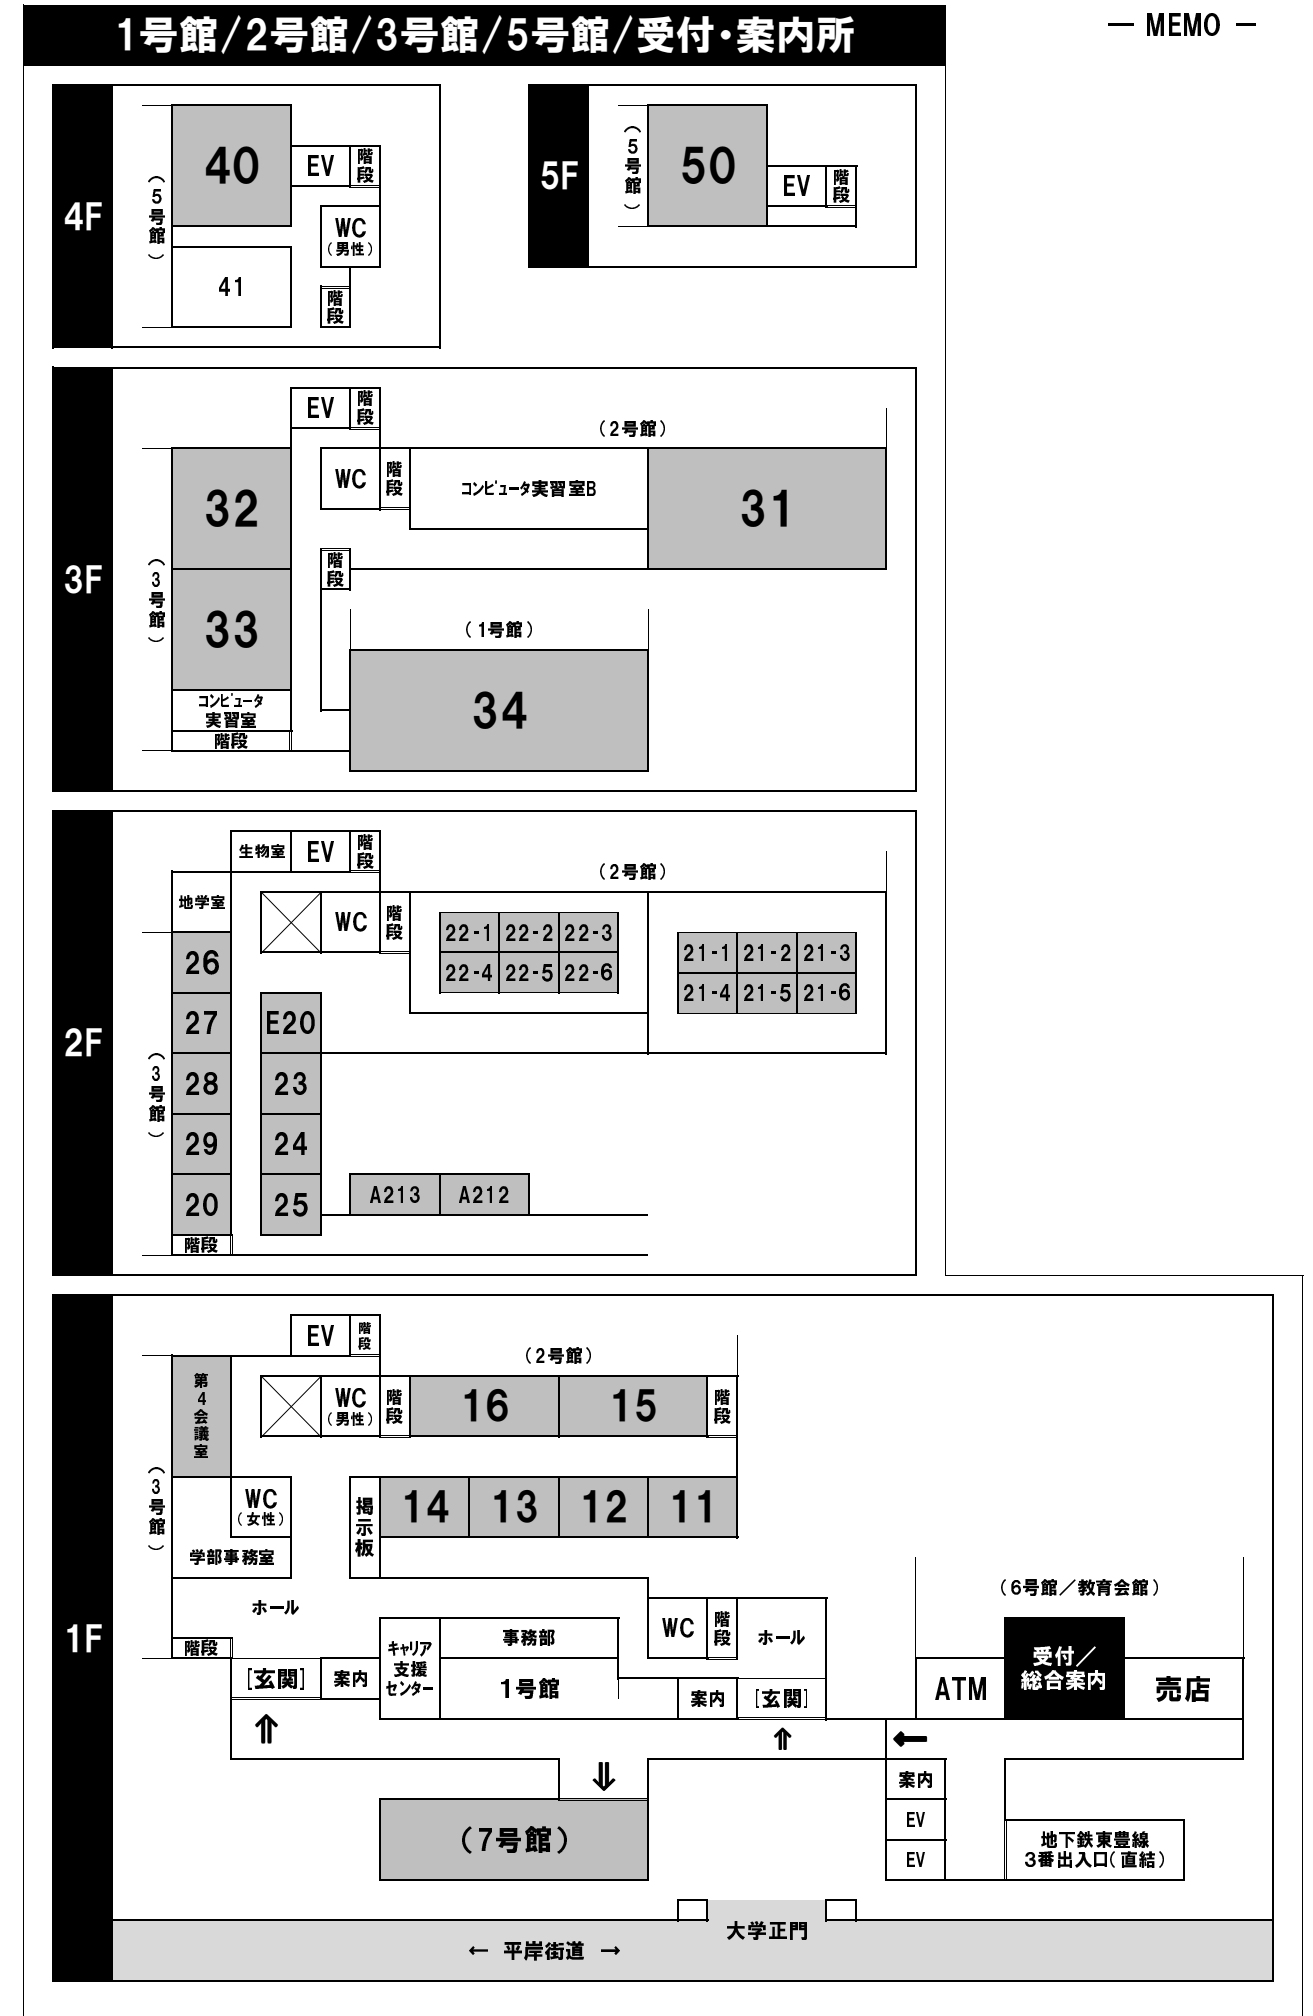 1号館/2号館/3号館/5号館/受付・案内所
― MEMO ―
4F
(5号館)
40
EV
階段
WC
(男性)
41
階段
5F
(5号館)
50
EV
階段
3F
EV
階段
(2号館)
(3号館)
32
WC
階段
コンピュータ実習室B
31
階段
33
(1号館)
34
コンピュータ
実習室
階段
2F
生物室
EV
階段
(2号館)
地学室
WC
階段
22-1 22-2 22-3
22-4 22-5 22-6
21-1 21-2 21-3
21-4 21-5 21-6
(3号館)
26
27
E20
28
23
29
24
20
25
A213
A212
階段
1F
EV
階段
(2号館)
(3号館)
第4会議室
WC
(男性)
階段
16
15
階段
WC
(女性)
掲示板
14
13
12
11
学部事務室
ホール
階段
[玄関]
案内
キャリア
支援
センター
事務部
1号館
WC
階段
ホール
案内
[玄関]
(6号館/教育会館)
ATM
受付/
総合案内
売店
⇑
⇓
⇑
←
案内
EV
EV
(7号館)
地下鉄東豊線
3番出入口(直結)
大学正門
← 平岸街道 →